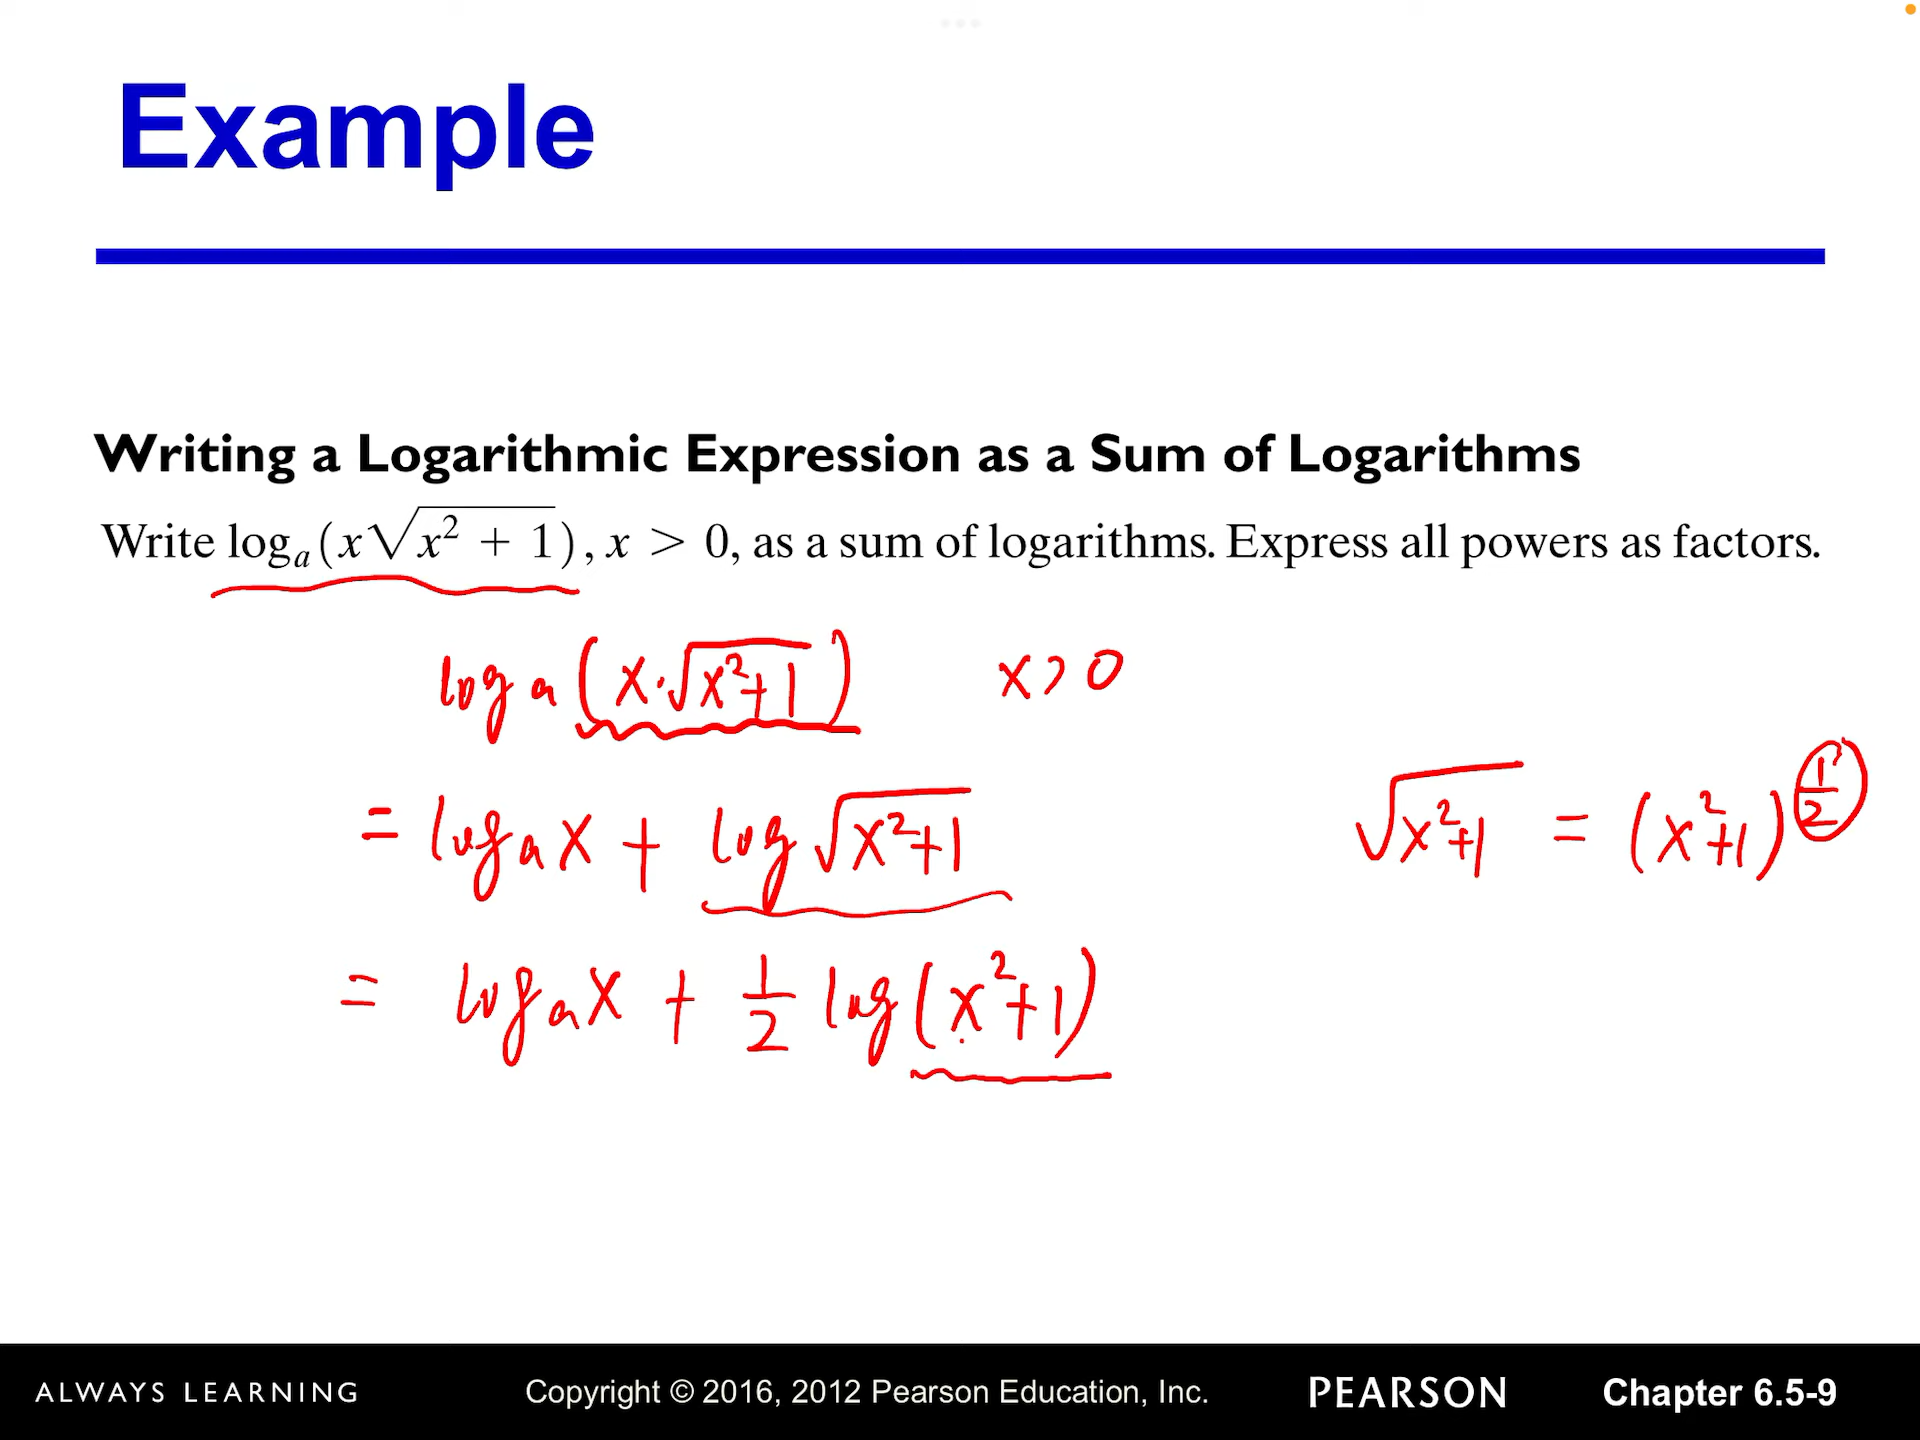 Example
Writing a Logarithmic Expression as a Sum of Logarithms
Write logₐ(x√(x² + 1)), x > 0, as a sum of logarithms. Express all powers as factors.
log a (x·√(x²+1)) x > 0
= logₐ x + log √(x²+1)
√(x²+1) = (x²+1)^(1/2)
= logₐ x + 1/2 log (x²+1)
ALWAYS LEARNING Copyright © 2016, 2012 Pearson Education, Inc. PEARSON Chapter 6.5-9